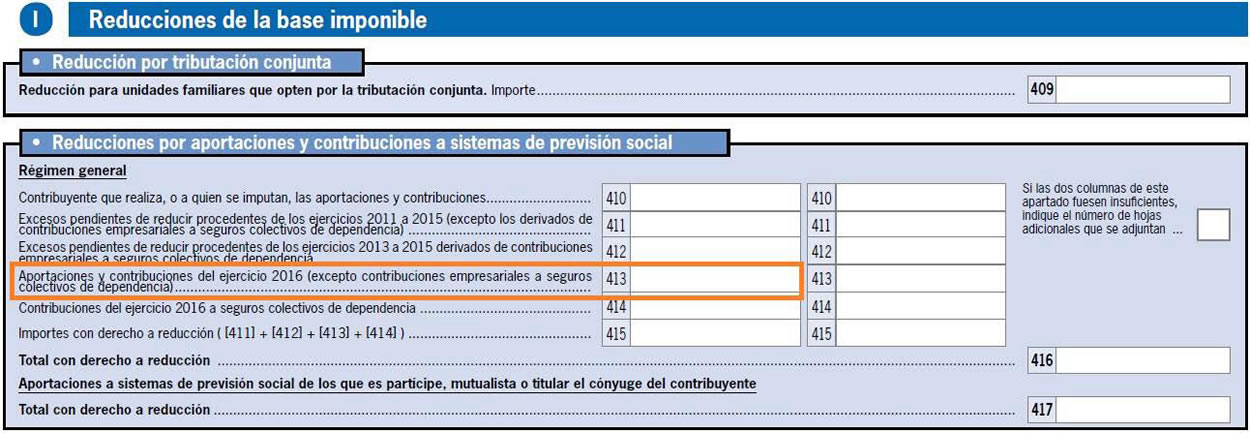 I Reducciones de la base imponible
• Reducción por tributación conjunta
Reducción para unidades familiares que opten por la tributación conjunta. Importe 409
• Reducciones por aportaciones y contribuciones a sistemas de previsión social
Régimen general
Contribuyente que realiza, o a quien se imputan, las aportaciones y contribuciones 410 410
Excesos pendientes de reducir procedentes de los ejercicios 2011 a 2015 (excepto los derivados de
contribuciones empresariales a seguros colectivos de dependencia) 411 411
Excesos pendientes de reducir procedentes de los ejercicios 2013 a 2015 derivados de contribuciones
empresariales a seguros colectivos de dependencia 412 412
Aportaciones y contribuciones del ejercicio 2016 (excepto contribuciones empresariales a seguros
colectivos de dependencia) 413 413
Contribuciones del ejercicio 2016 a seguros colectivos de dependencia 414 414
Importes con derecho a reducción ( [411] + [412] + [413] + [414] ) 415 415
Si las dos columnas de este
apartado fuesen insuficientes,
indique el número de hojas
adicionales que se adjuntan ...
Total con derecho a reducción 416
Aportaciones a sistemas de previsión social de los que es partícipe, mutualista o titular el cónyuge del contribuyente
Total con derecho a reducción 417